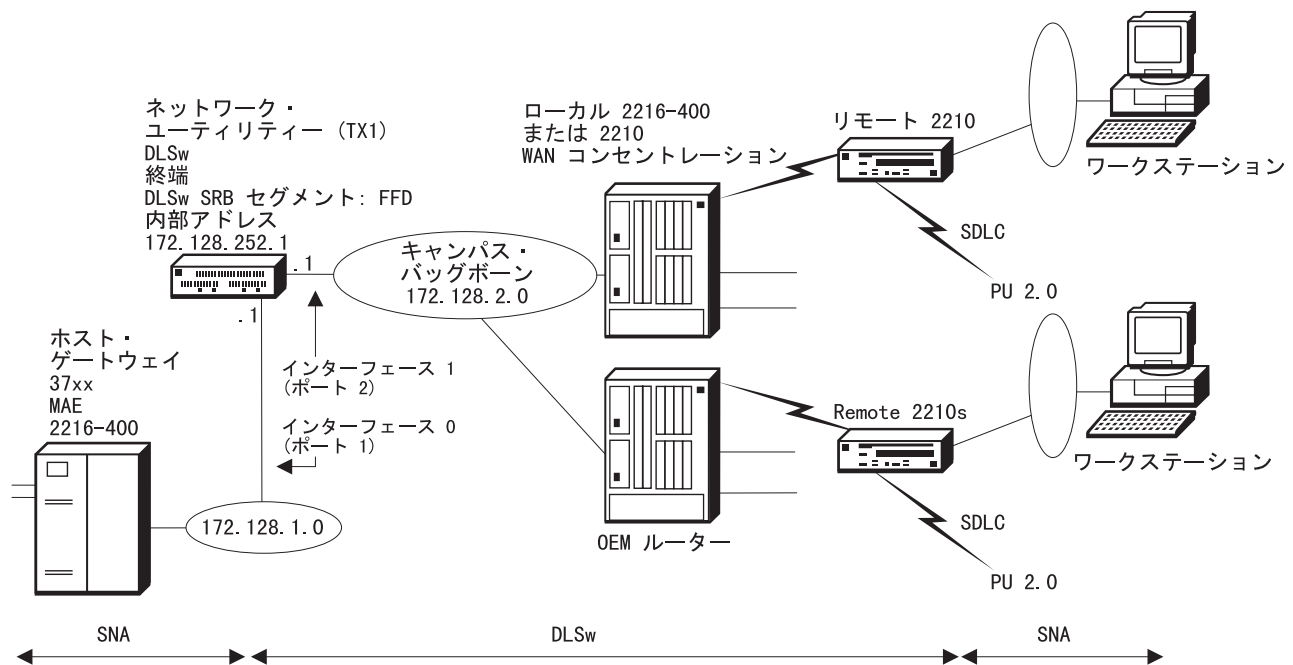 ネットワーク・
ユーティリティー (TX1)
DLSw
終端
DLSw SRB セグメント: FFD
内部アドレス
172.128.252.1
.1
.1
キャンパス・
バッグボーン
172.128.2.0
ローカル 2216-400
または 2210
WAN コンセントレーション
リモート 2210
ワークステーション
SDLC
PU 2.0
ホスト・
ゲートウェイ
37xx
MAE
2216-400
インターフェース 1
(ポート 2)
インターフェース 0
(ポート 1)
172.128.1.0
OEM ルーター
Remote 2210s
ワークステーション
SDLC
PU 2.0
SNA
DLSw
SNA